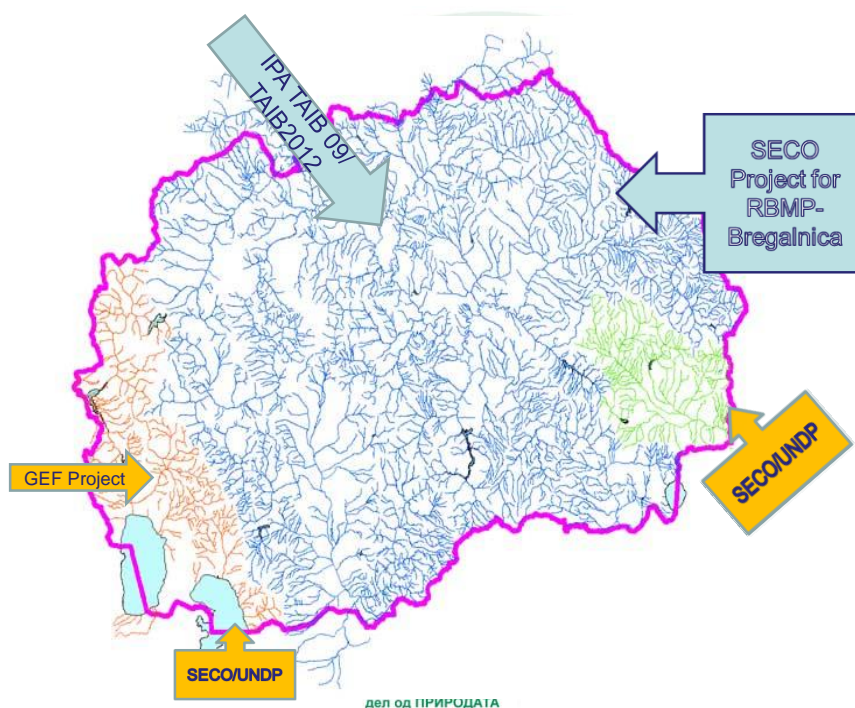 IPA TAIB 09/
TAIB2012
SECO
Project for
RBMP-
Bregalnica
GEF Project
SECO/UNDP
SECO/UNDP
дел од ПРИРОДАТА